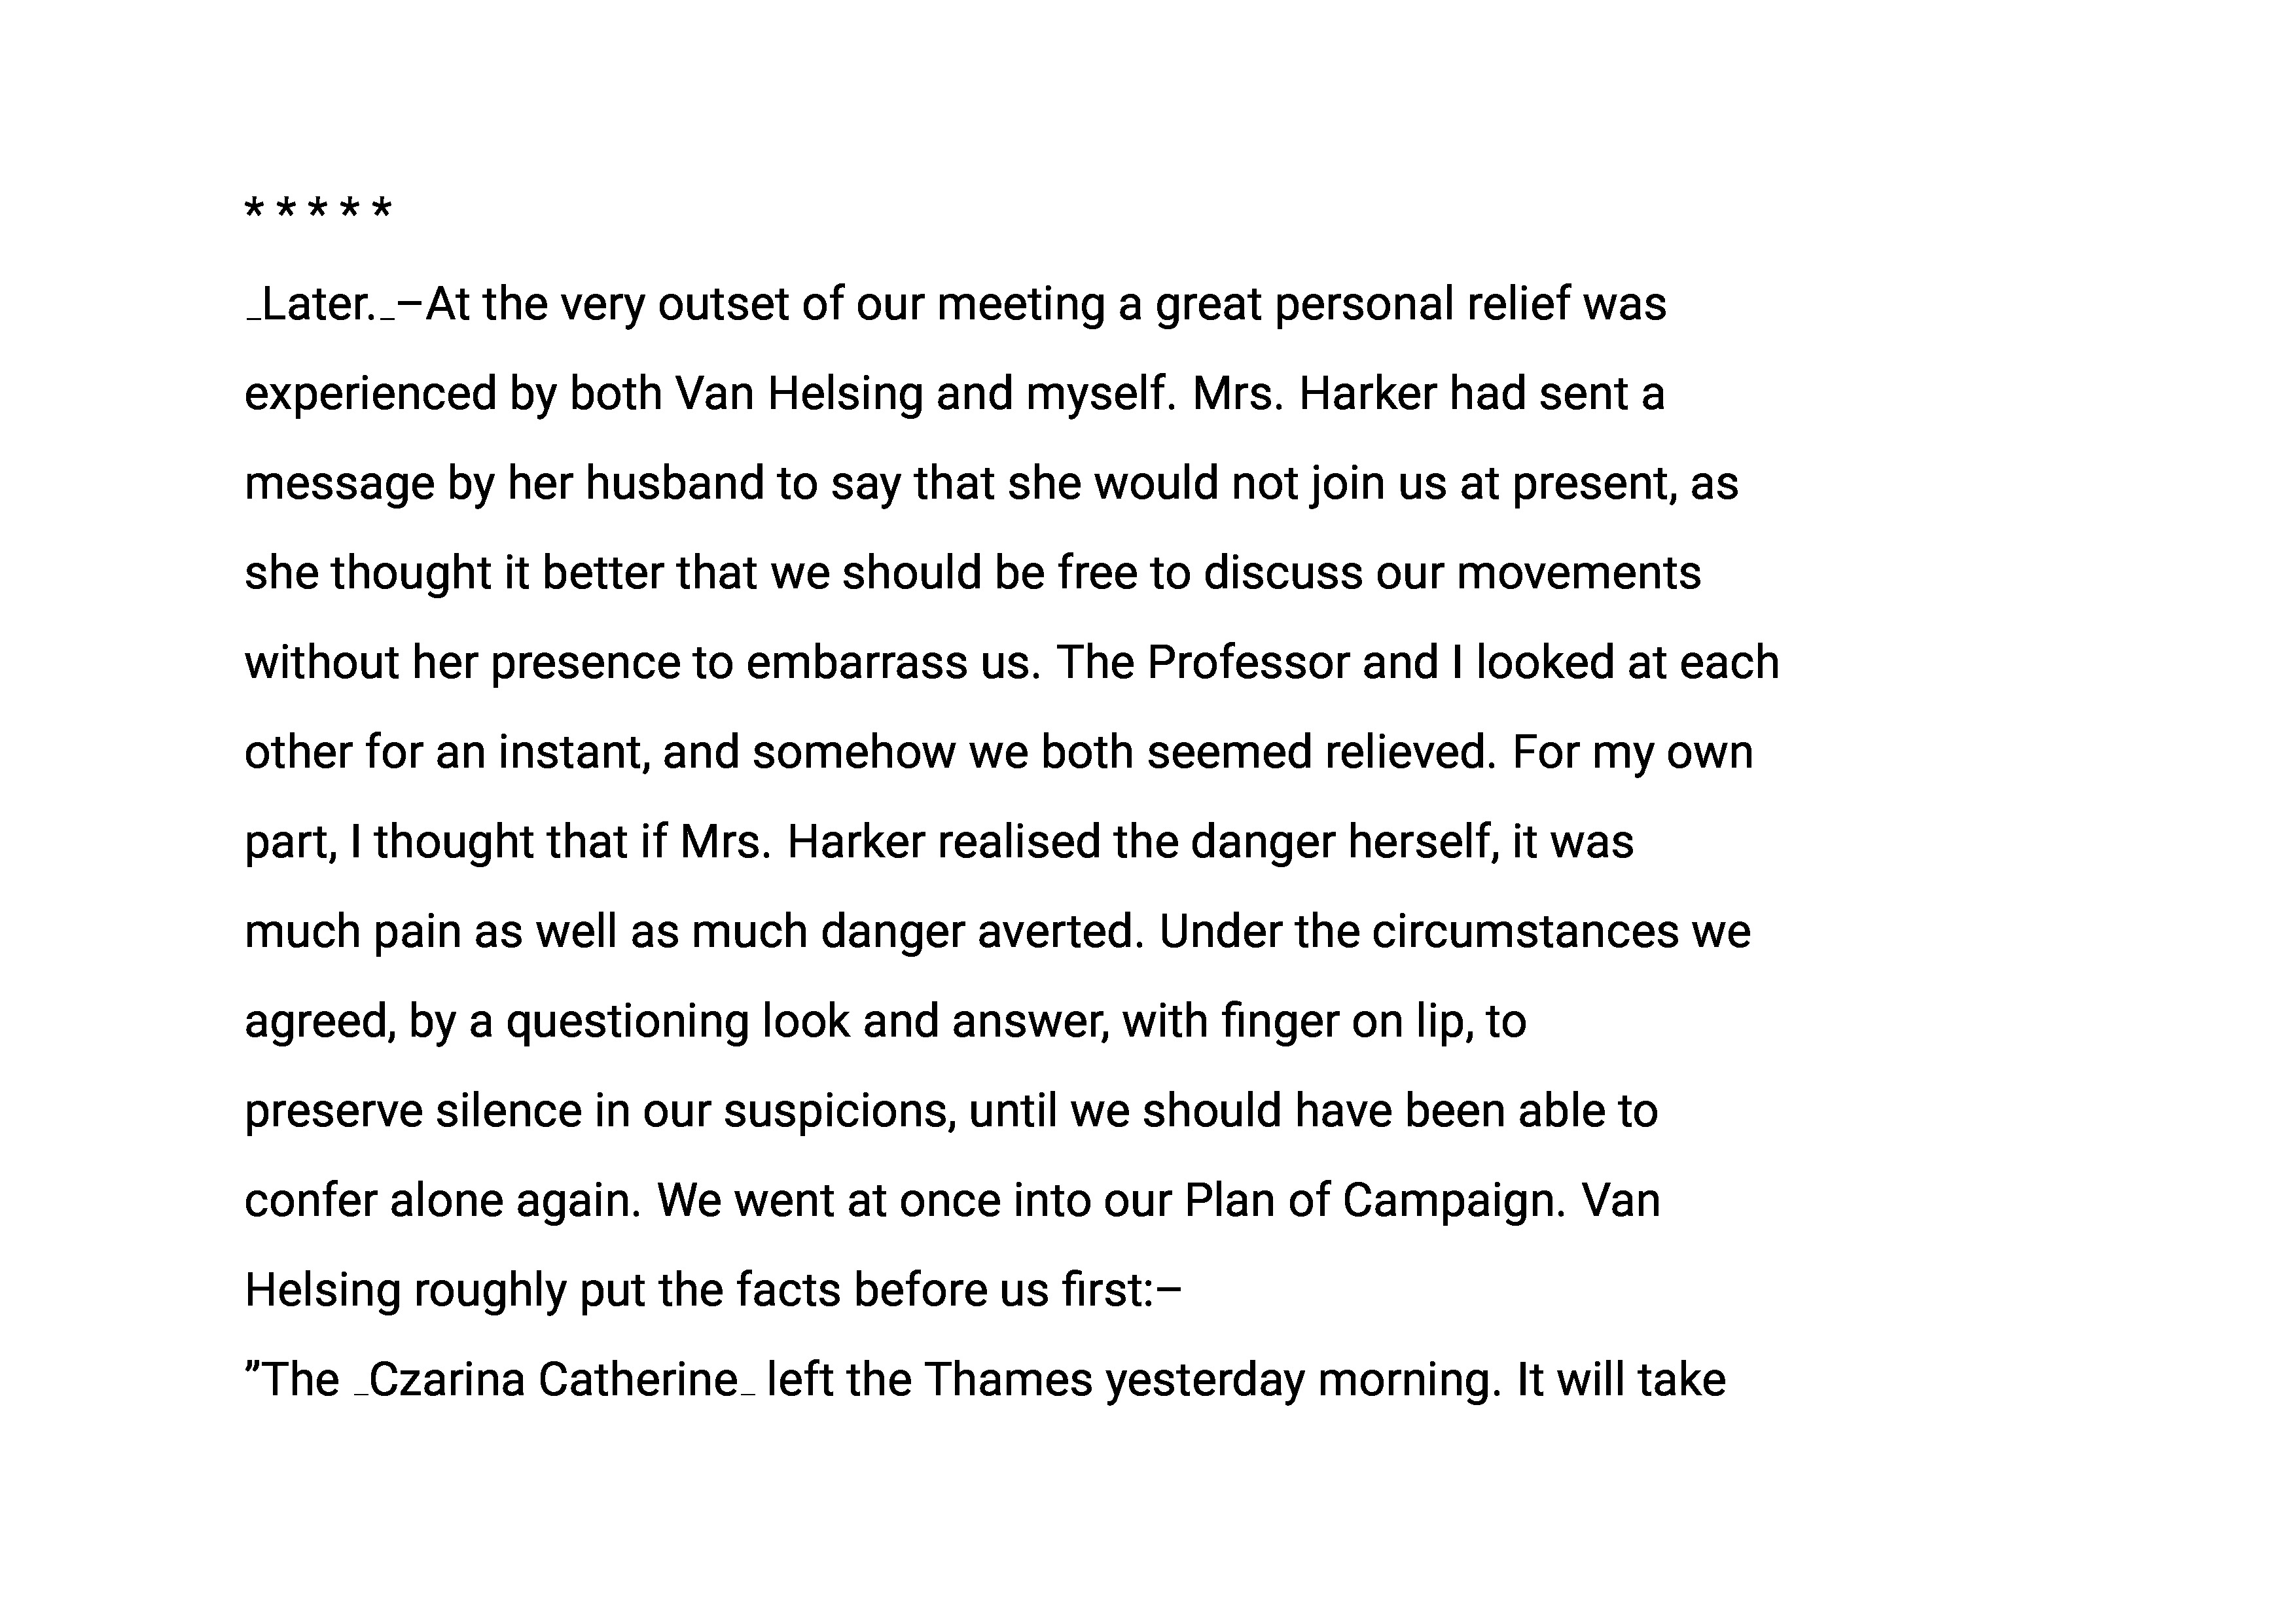 * * * * *
_Later._–At the very outset of our meeting a great personal relief was
experienced by both Van Helsing and myself. Mrs. Harker had sent a
message by her husband to say that she would not join us at present, as
she thought it better that we should be free to discuss our movements
without her presence to embarrass us. The Professor and I looked at each
other for an instant, and somehow we both seemed relieved. For my own
part, I thought that if Mrs. Harker realised the danger herself, it was
much pain as well as much danger averted. Under the circumstances we
agreed, by a questioning look and answer, with finger on lip, to
preserve silence in our suspicions, until we should have been able to
confer alone again. We went at once into our Plan of Campaign. Van
Helsing roughly put the facts before us first:–
”The _Czarina Catherine_ left the Thames yesterday morning. It will take